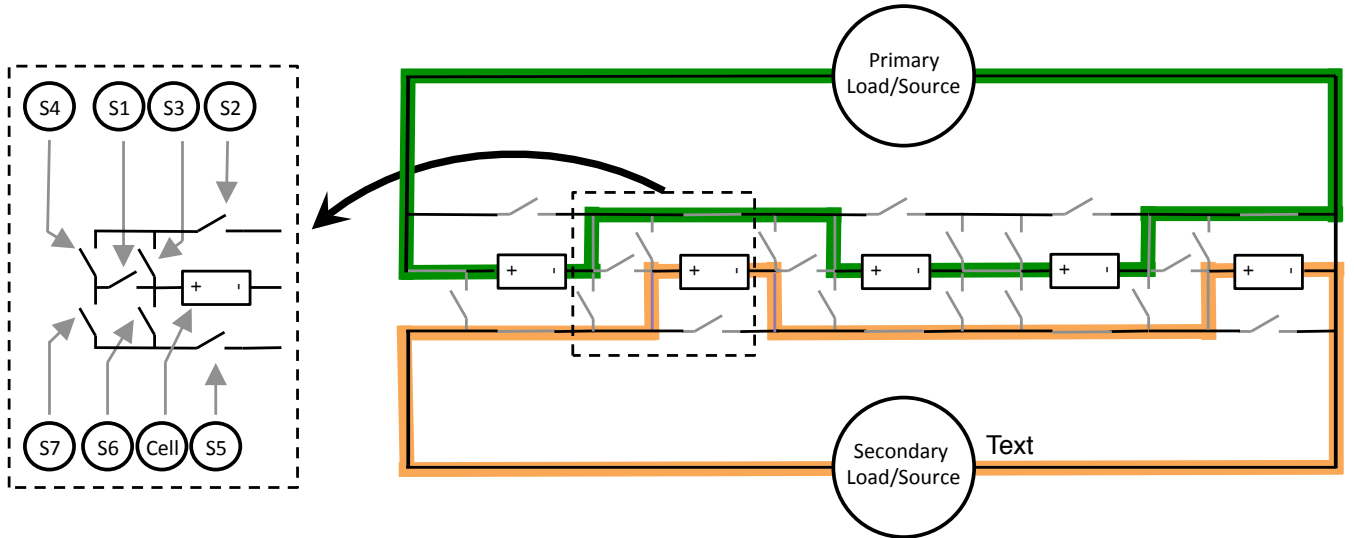 Primary
Load/Source
S4
S1
S3
S2
+ -
+ -
+ -
+ -
+ -
+ -
S7
S6
Cell
S5
Secondary
Load/Source
Text